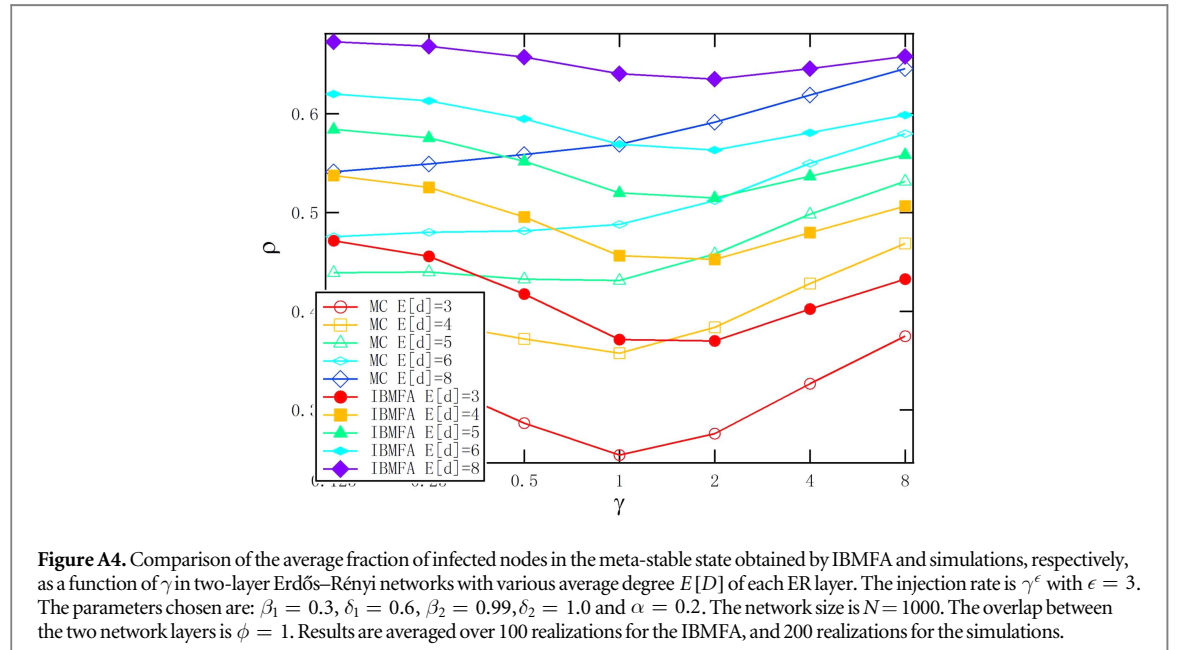 0.6
0.5
ρ
MC E[d]=3
MC E[d]=4
MC E[d]=5
MC E[d]=6
MC E[d]=8
IBMFA E[d]=3
IBMFA E[d]=4
IBMFA E[d]=5
IBMFA E[d]=6
IBMFA E[d]=8
0.5 1 2 4 8
γ
Figure A4. Comparison of the average fraction of infected nodes in the meta-stable state obtained by IBMFA and simulations, respectively,
as a function of γ in two-layer Erdős–Rényi networks with various average degree E[D] of each ER layer. The injection rate is γ^ϵ with ϵ = 3.
The parameters chosen are: β₁ = 0.3, δ₁ = 0.6, β₂ = 0.99,δ₂ = 1.0 and α = 0.2. The network size is N = 1000. The overlap between
the two network layers is ϕ = 1. Results are averaged over 100 realizations for the IBMFA, and 200 realizations for the simulations.